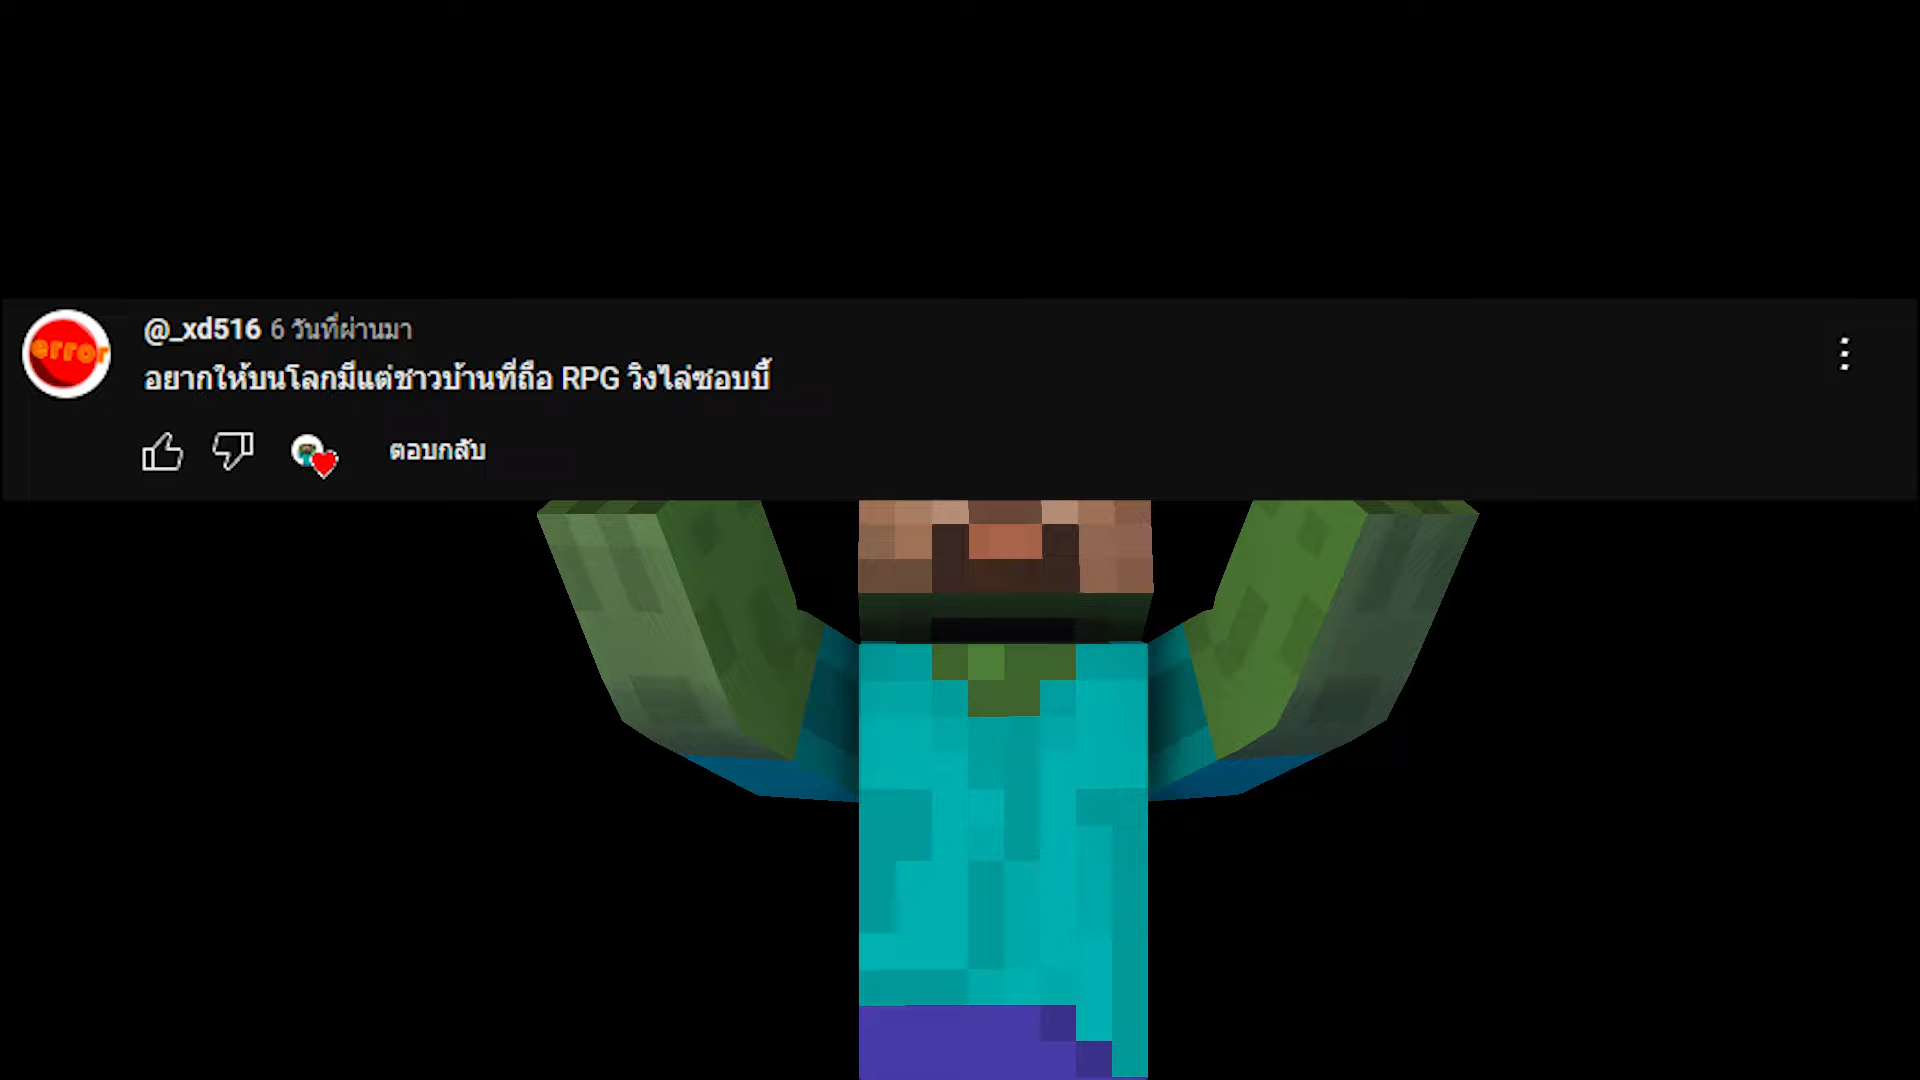 error
@_xd516 6 วันที่ผ่านมา
อยากให้บนโลกมีแต่ชาวบ้านที่ถือ RPG วิงไล่ซอบบี้
ตอบกลับ